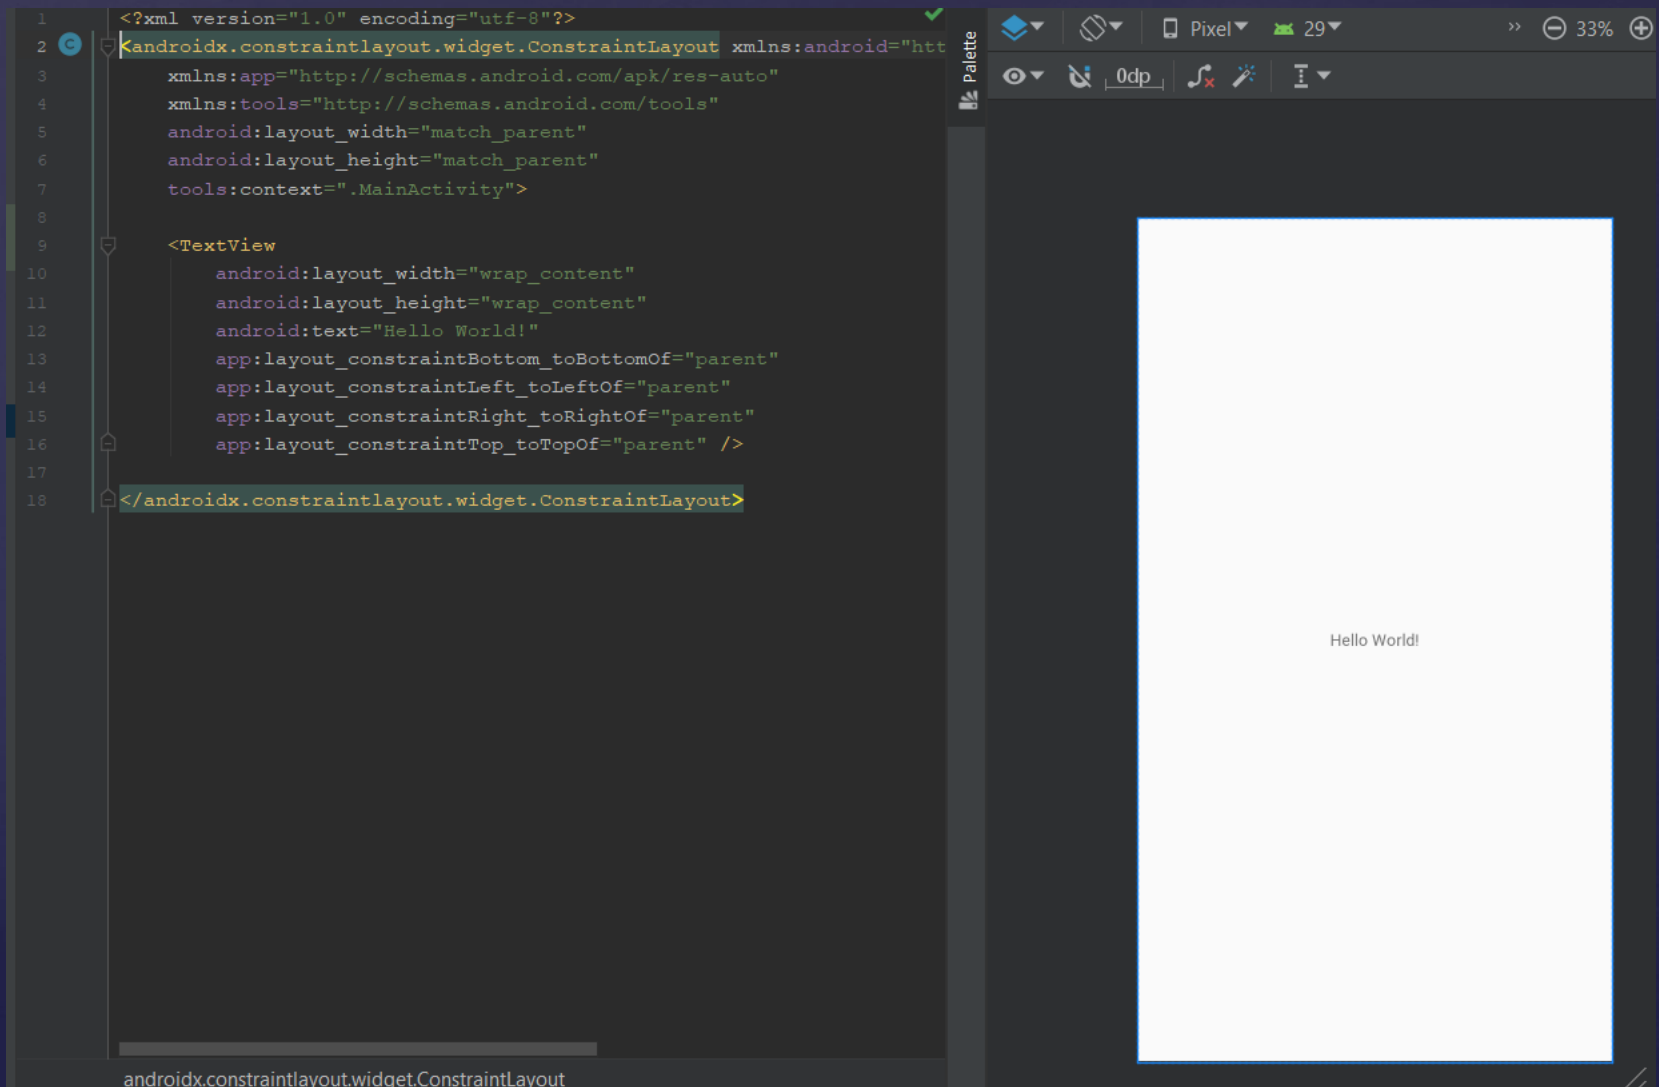 1 <?xml version="1.0" encoding="utf-8"?>
2 <androidx.constraintlayout.widget.ConstraintLayout xmlns:android="htt
3 xmlns:app="http://schemas.android.com/apk/res-auto"
4 xmlns:tools="http://schemas.android.com/tools"
5 android:layout_width="match_parent"
6 android:layout_height="match_parent"
7 tools:context=".MainActivity">
8
9 <TextView
10 android:layout_width="wrap_content"
11 android:layout_height="wrap_content"
12 android:text="Hello World!"
13 app:layout_constraintBottom_toBottomOf="parent"
14 app:layout_constraintLeft_toLeftOf="parent"
15 app:layout_constraintRight_toRightOf="parent"
16 app:layout_constraintTop_toTopOf="parent" />
17
18 </androidx.constraintlayout.widget.ConstraintLayout>
androidx.constraintlayout.widget.ConstraintLayout
C
Palette
Pixel 29 33%
0dp
Hello World!